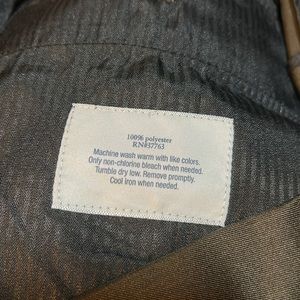 100% polyester
RN#37763
Machine wash warm with like colors.
Only non-chlorine bleach when needed.
Tumble dry low. Remove promptly.
Cool iron when needed.